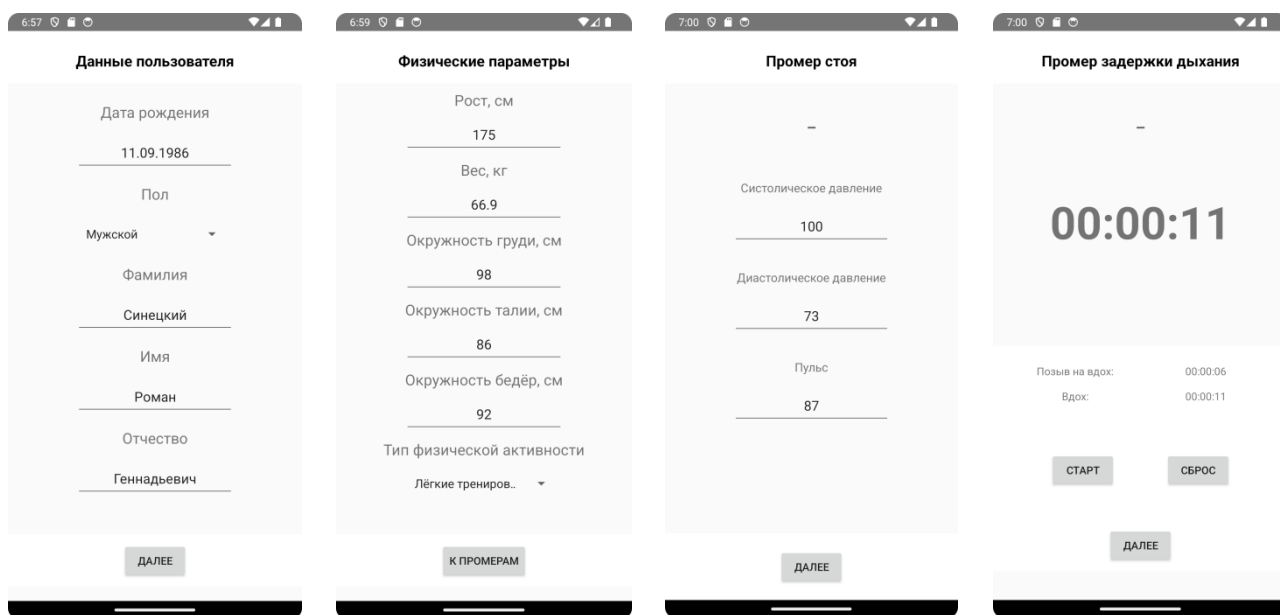 6:57
Данные пользователя
Дата рождения
11.09.1986
Пол
Мужской
Фамилия
Синецкий
Имя
Роман
Отчество
Геннадьевич
ДАЛЕЕ
6:59
Физические параметры
Рост, см
175
Вес, кг
66.9
Окружность груди, см
98
Окружность талии, см
86
Окружность бедёр, см
92
Тип физической активности
Лёгкие трениров..
К ПРОМЕРАМ
7:00
Промер стоя
–
Систолическое давление
100
Диастолическое давление
73
Пульс
87
ДАЛЕЕ
7:00
Промер задержки дыхания
–
00:00:11
Позыв на вдох: 00:00:06
Вдох: 00:00:11
СТАРТ СБРОС
ДАЛЕЕ